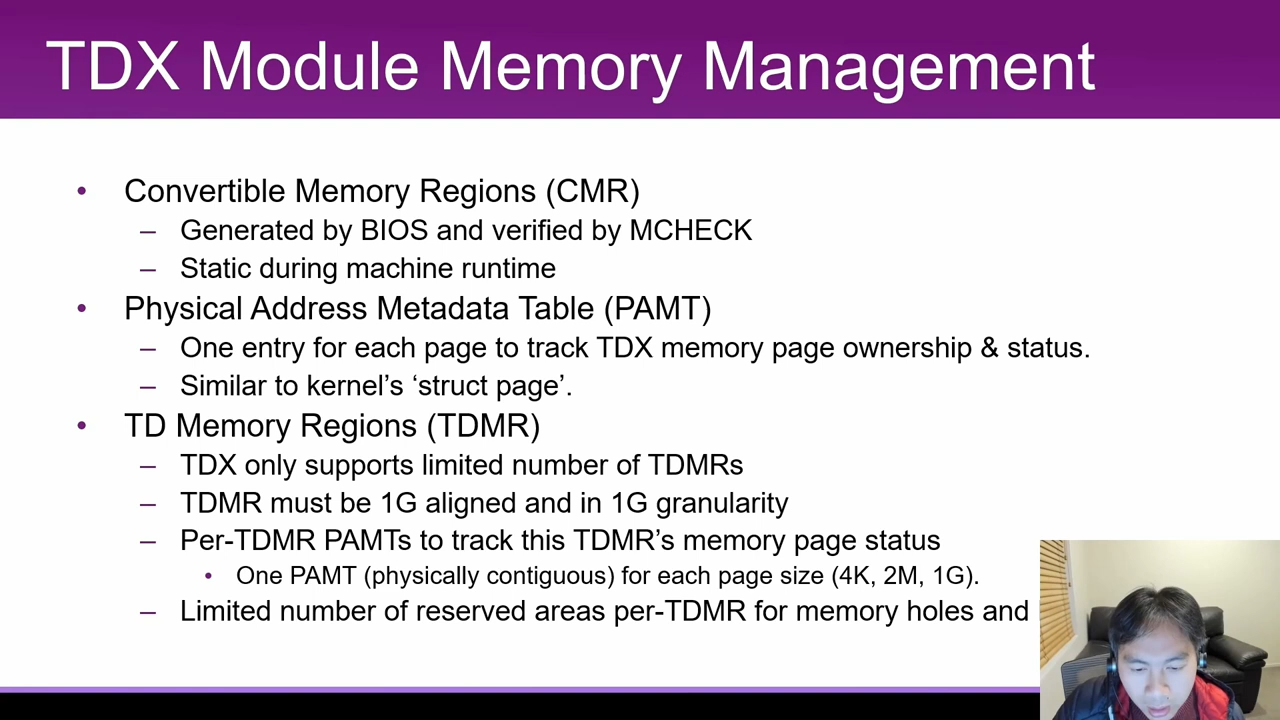 TDX Module Memory Management
• Convertible Memory Regions (CMR)
– Generated by BIOS and verified by MCHECK
– Static during machine runtime
• Physical Address Metadata Table (PAMT)
– One entry for each page to track TDX memory page ownership & status.
– Similar to kernel’s ‘struct page’.
• TD Memory Regions (TDMR)
– TDX only supports limited number of TDMRs
– TDMR must be 1G aligned and in 1G granularity
– Per-TDMR PAMTs to track this TDMR’s memory page status
• One PAMT (physically contiguous) for each page size (4K, 2M, 1G).
– Limited number of reserved areas per-TDMR for memory holes and